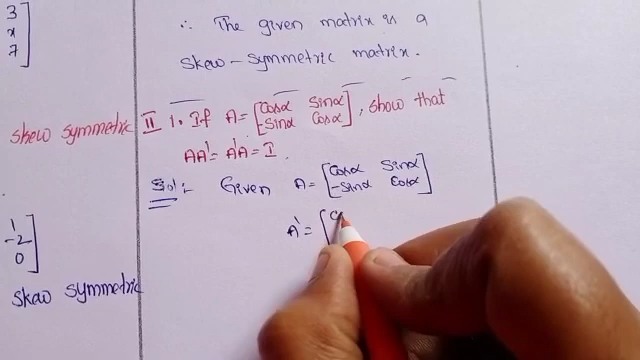 3
x
7
∴ The given matrix is a
skew-symmetric matrix.
skew symmetric
II 1. If A = [Cosα Sinα
-Sinα Cosα], show that
AA' = A'A = I.
Sol:- Given A = [Cosα Sinα
-Sinα Cosα]
A' = [C
1
-2
0
skew symmetric